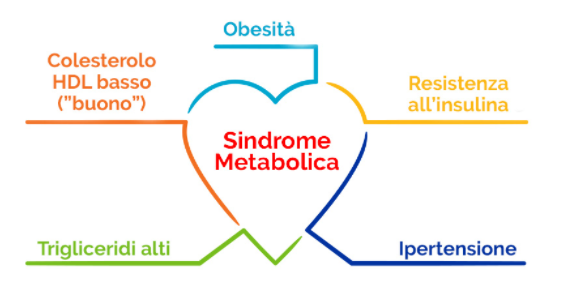 Obesità
Colesterolo
HDL basso
(”buono”)
Resistenza
all’insulina
Sindrome
Metabolica
Trigliceridi alti
Ipertensione